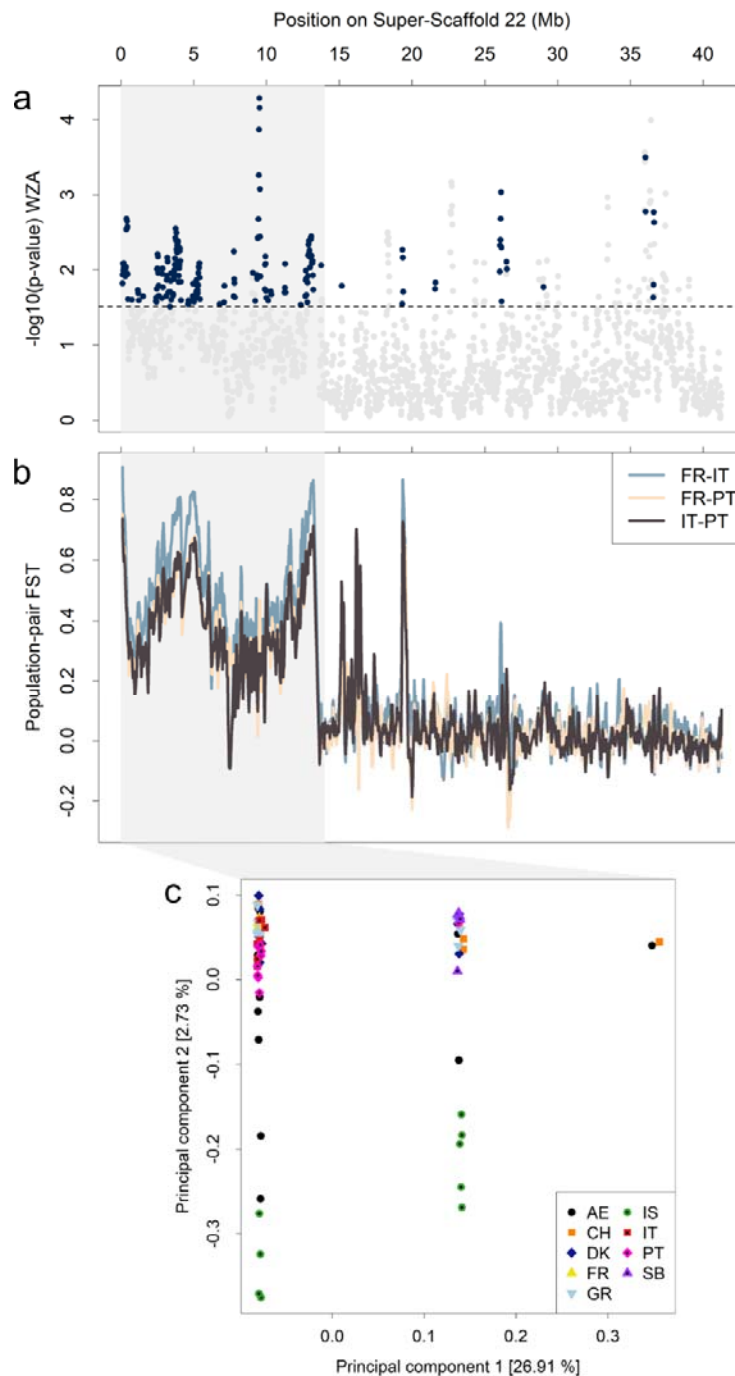 Position on Super-Scaffold 22 (Mb)
0 5 10 15 20 25 30 35 40
a
-log10(p-value) WZA
4
3
2
1
0
b
Population-pair FST
0.8
0.6
0.4
0.2
0.0
-0.2
FR-IT
FR-PT
IT-PT
c
Principal component 2 [2.73 %]
0.1
0.0
-0.1
-0.2
-0.3
AE IS
CH IT
DK PT
FR SB
GR
0.0 0.1 0.2 0.3
Principal component 1 [26.91 %]